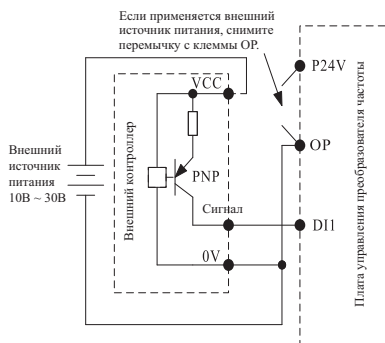 Если применяется внешний
источник питания, снимите
перемычку с клеммы OP.
P24V
VCC
OP
Внешний
источник
питания
10В ~ 30В
Внешний контроллер
PNP
Сигнал
DI1
0V
Плата управления преобразователя частоты